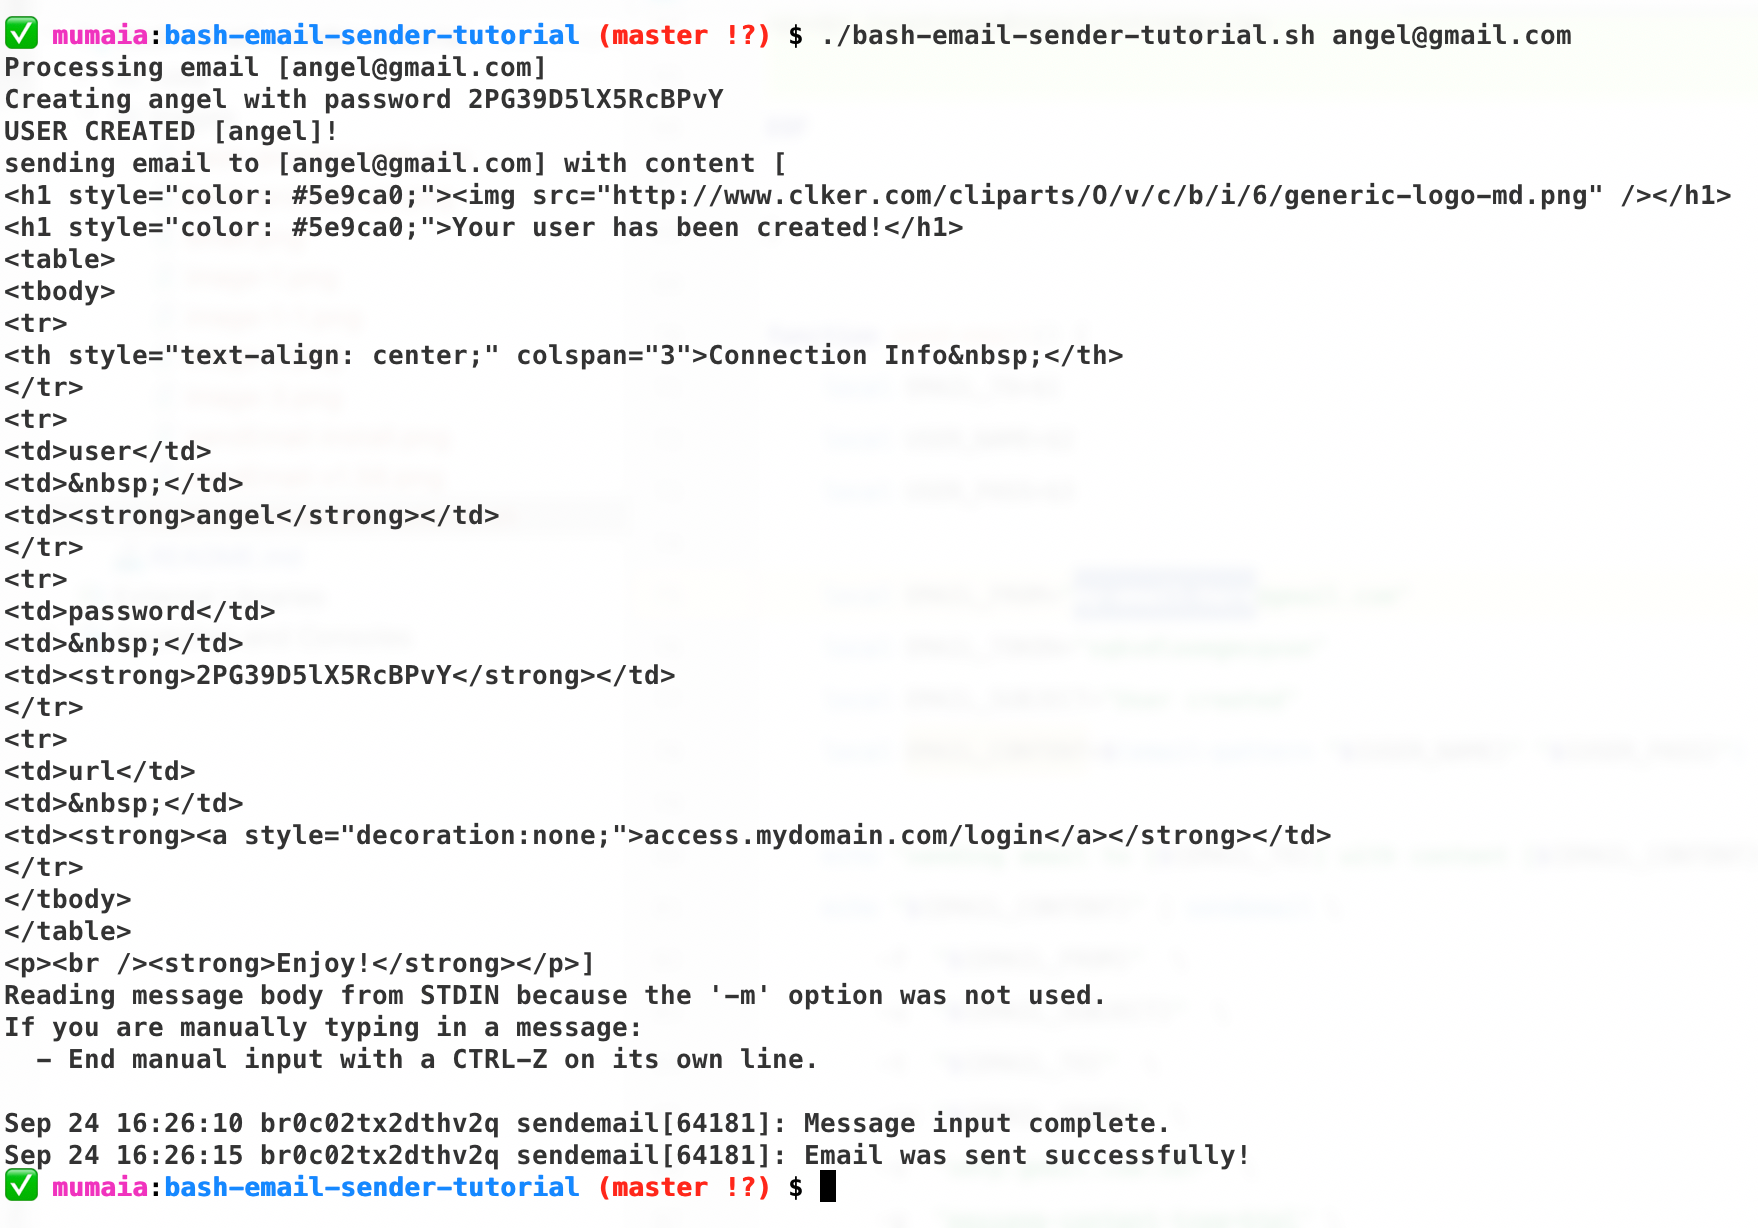 ✅ mumaia:bash-email-sender-tutorial (master !?) $ ./bash-email-sender-tutorial.sh angel@gmail.com
Processing email [angel@gmail.com]
Creating angel with password 2PG39D5lX5RcBPvY
USER CREATED [angel]!
sending email to [angel@gmail.com] with content [
<h1 style="color: #5e9ca0;"><img src="http://www.clker.com/cliparts/O/v/c/b/i/6/generic-logo-md.png" /></h1>
<h1 style="color: #5e9ca0;">Your user has been created!</h1>
<table>
<tbody>
<tr>
<th style="text-align: center;" colspan="3">Connection Info&nbsp;</th>
</tr>
<tr>
<td>user</td>
<td>&nbsp;</td>
<td><strong>angel</strong></td>
</tr>
<tr>
<td>password</td>
<td>&nbsp;</td>
<td><strong>2PG39D5lX5RcBPvY</strong></td>
</tr>
<tr>
<td>url</td>
<td>&nbsp;</td>
<td><strong><a style="decoration:none;">access.mydomain.com/login</a></strong></td>
</tr>
</tbody>
</table>
<p><br /><strong>Enjoy!</strong></p>]
Reading message body from STDIN because the '-m' option was not used.
If you are manually typing in a message:
  - End manual input with a CTRL-Z on its own line.

Sep 24 16:26:10 br0c02tx2dthv2q sendemail[64181]: Message input complete.
Sep 24 16:26:15 br0c02tx2dthv2q sendemail[64181]: Email was sent successfully!
✅ mumaia:bash-email-sender-tutorial (master !?) $